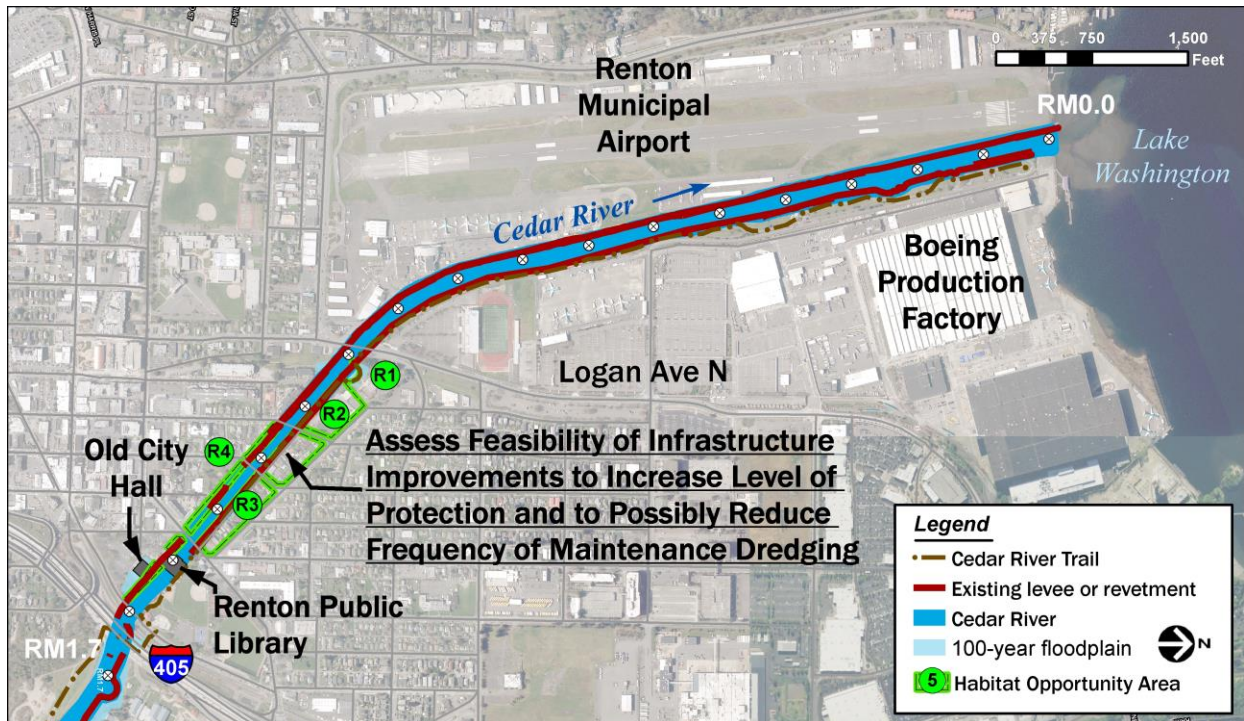 0 375 750 1,500
Feet
RM0.0
Renton
Municipal
Airport
Lake
Washington
Cedar River
Boeing
Production
Factory
Logan Ave N
R1
R2
R4
R3
Assess Feasibility of Infrastructure
Improvements to Increase Level of
Protection and to Possibly Reduce
Frequency of Maintenance Dredging
Old City
Hall
Renton Public
Library
RM1.7
405
Legend
Cedar River Trail
Existing levee or revetment
Cedar River
100-year floodplain
N
5
Habitat Opportunity Area